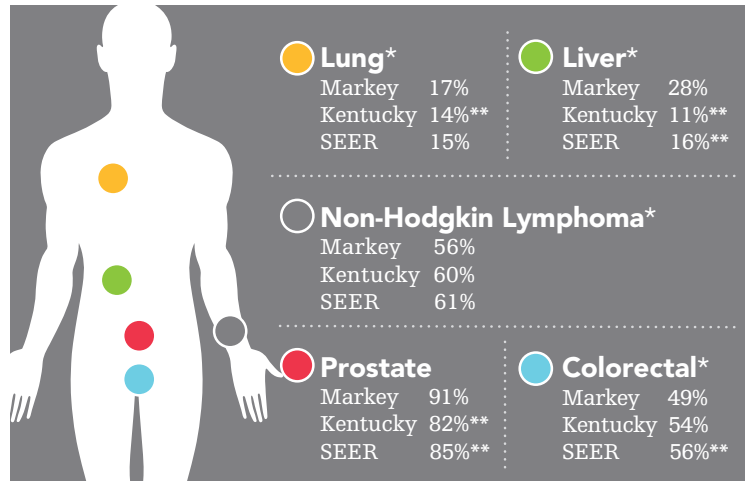 Lung*
Markey 17%
Kentucky 14%**
SEER 15%
Liver*
Markey 28%
Kentucky 11%**
SEER 16%**
Non-Hodgkin Lymphoma*
Markey 56%
Kentucky 60%
SEER 61%
Prostate
Markey 91%
Kentucky 82%**
SEER 85%**
Colorectal*
Markey 49%
Kentucky 54%
SEER 56%**